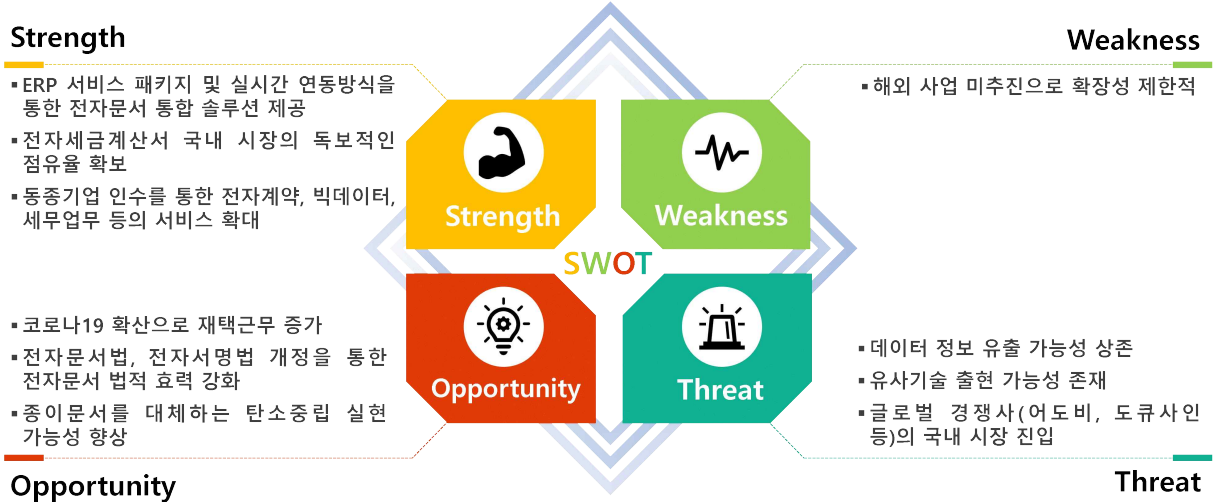 Strength
▪ERP 서비스 패키지 및 실시간 연동방식을
통한 전자문서 통합 솔루션 제공
▪전자세금계산서 국내 시장의 독보적인
점유율 확보
▪동종기업 인수를 통한 전자계약, 빅데이터,
세무업무 등의 서비스 확대
Weakness
▪해외 사업 미추진으로 확장성 제한적
Strength
Weakness
SWOT
Opportunity
Threat
▪코로나19 확산으로 재택근무 증가
▪전자문서법, 전자서명법 개정을 통한
전자문서 법적 효력 강화
▪종이문서를 대체하는 탄소중립 실현
가능성 향상
Opportunity
▪데이터 정보 유출 가능성 상존
▪유사기술 출현 가능성 존재
▪글로벌 경쟁사(어도비, 도큐사인
등)의 국내 시장 진입
Threat